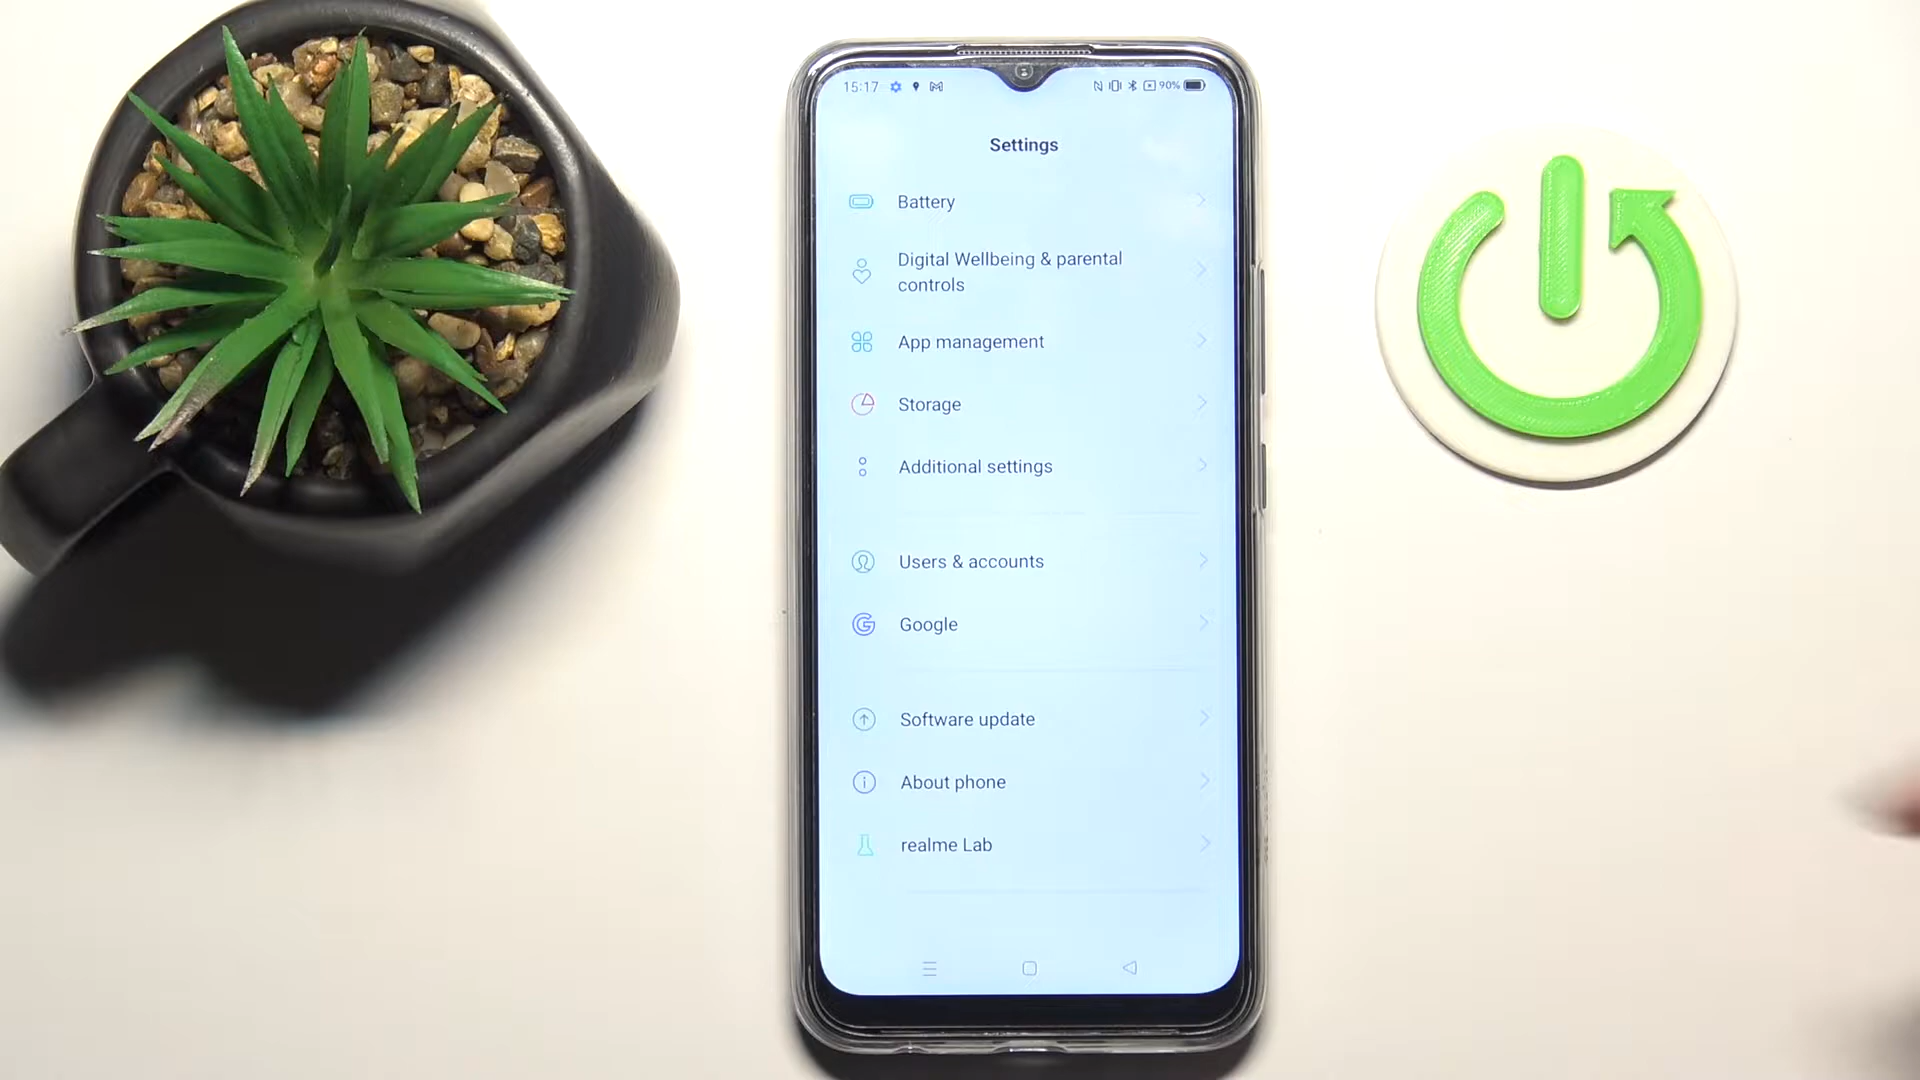 15:17 90%
Settings
Battery
Digital Wellbeing & parental
controls
App management
Storage
Additional settings
Users & accounts
Google
Software update
About phone
realme Lab